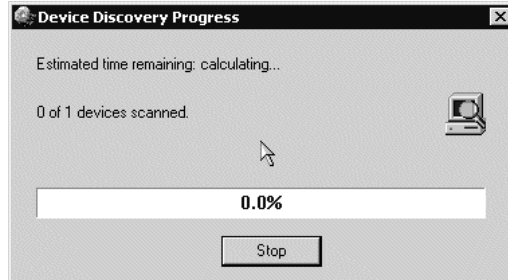 Device Discovery Progress
Estimated time remaining: calculating...
0 of 1 devices scanned.
0.0%
Stop